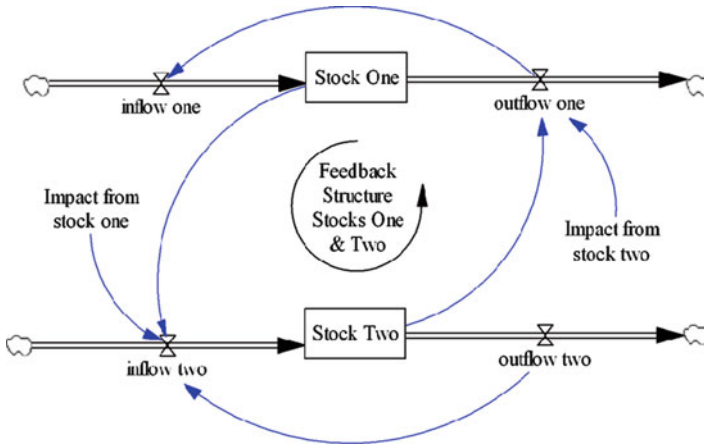 Stock One
inflow one
outflow one
Feedback
Structure
Stocks One
& Two
Impact from
stock one
Impact from
stock two
Stock Two
inflow two
outflow two